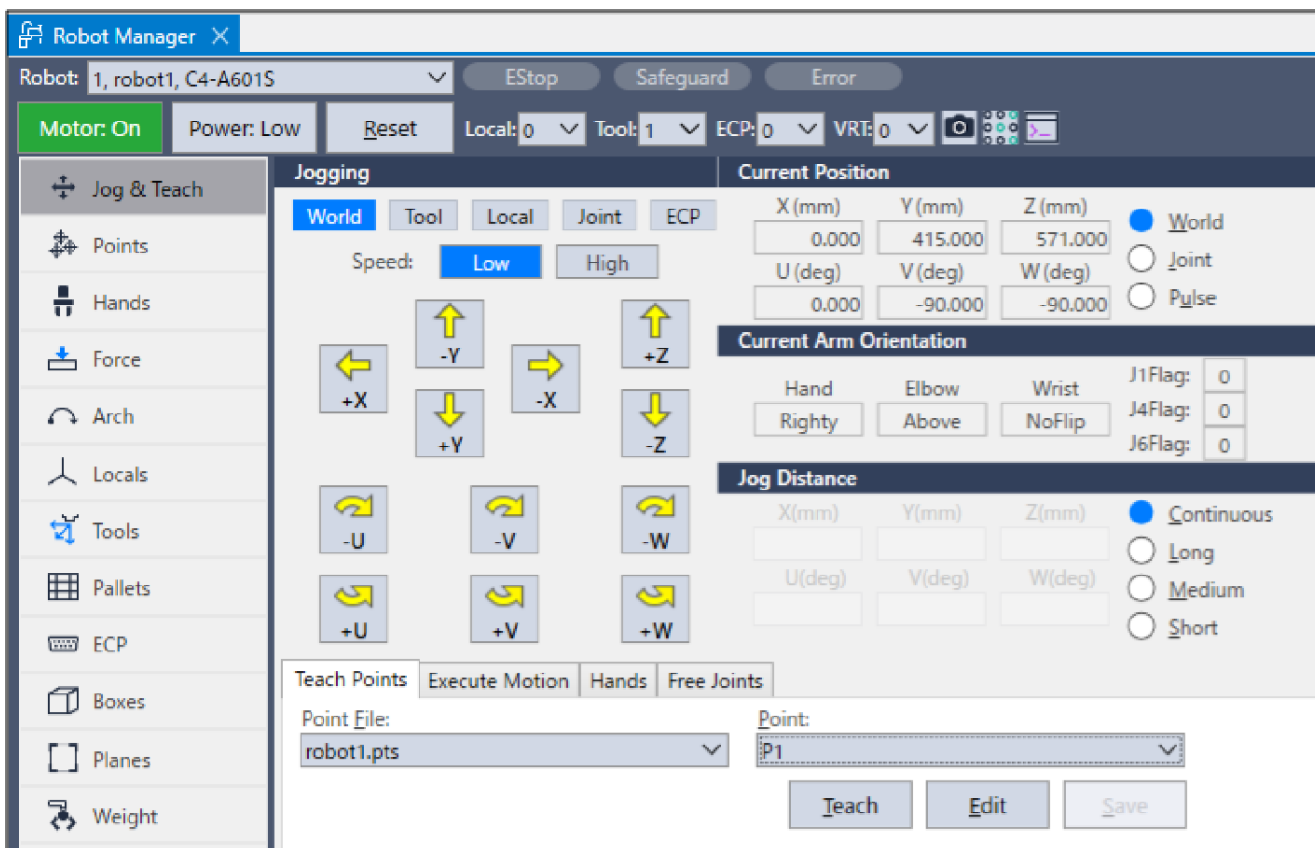 Robot Manager
Robot: 1, robot1, C4-A601S EStop Safeguard Error
Motor: On Power: Low Reset Local: 0 Tool: 1 ECP: 0 VRT: 0
Jog & Teach
Points
Hands
Force
Arch
Locals
Tools
Pallets
ECP
Boxes
Planes
Weight
Jogging
World Tool Local Joint ECP
Speed: Low High
-Y +Z
+X -X
+Y -Z
-U -V -W
+U +V +W
Current Position
X (mm) Y (mm) Z (mm)
0.000 415.000 571.000
U (deg) V (deg) W (deg)
0.000 -90.000 -90.000
World
Joint
Pulse
Current Arm Orientation
Hand Elbow Wrist
Righty Above NoFlip
J1Flag: 0
J4Flag: 0
J6Flag: 0
Jog Distance
X(mm) Y(mm) Z(mm)
U(deg) V(deg) W(deg)
Continuous
Long
Medium
Short
Teach Points Execute Motion Hands Free Joints
Point File: Point:
robot1.pts P1
Teach Edit Save